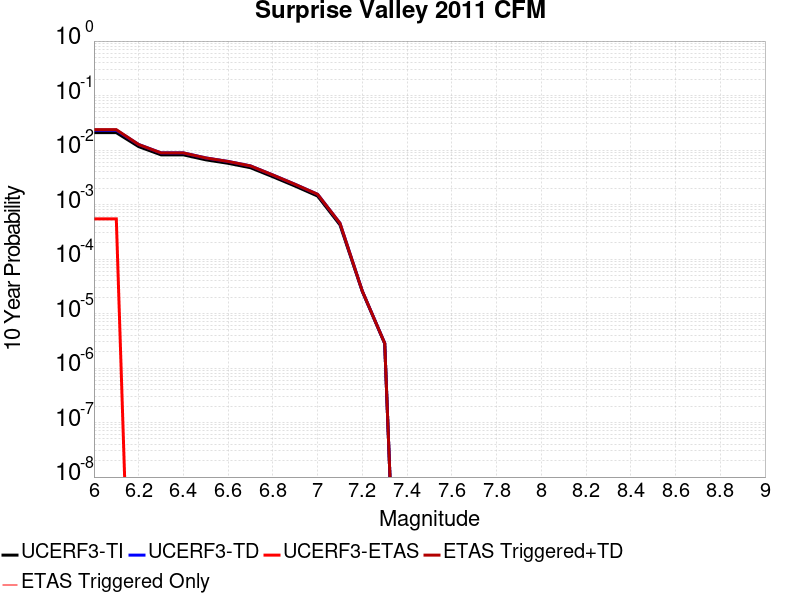 Surprise Valley 2011 CFM
10 0
10 -1
10 -2
10 -3
10 -4
10 -5
10 -6
10 -7
10 -8
10 Year Probability
6 6.2 6.4 6.6 6.8 7 7.2 7.4 7.6 7.8 8 8.2 8.4 8.6 8.8 9
Magnitude
UCERF3-TI UCERF3-TD UCERF3-ETAS ETAS Triggered+TD
ETAS Triggered Only